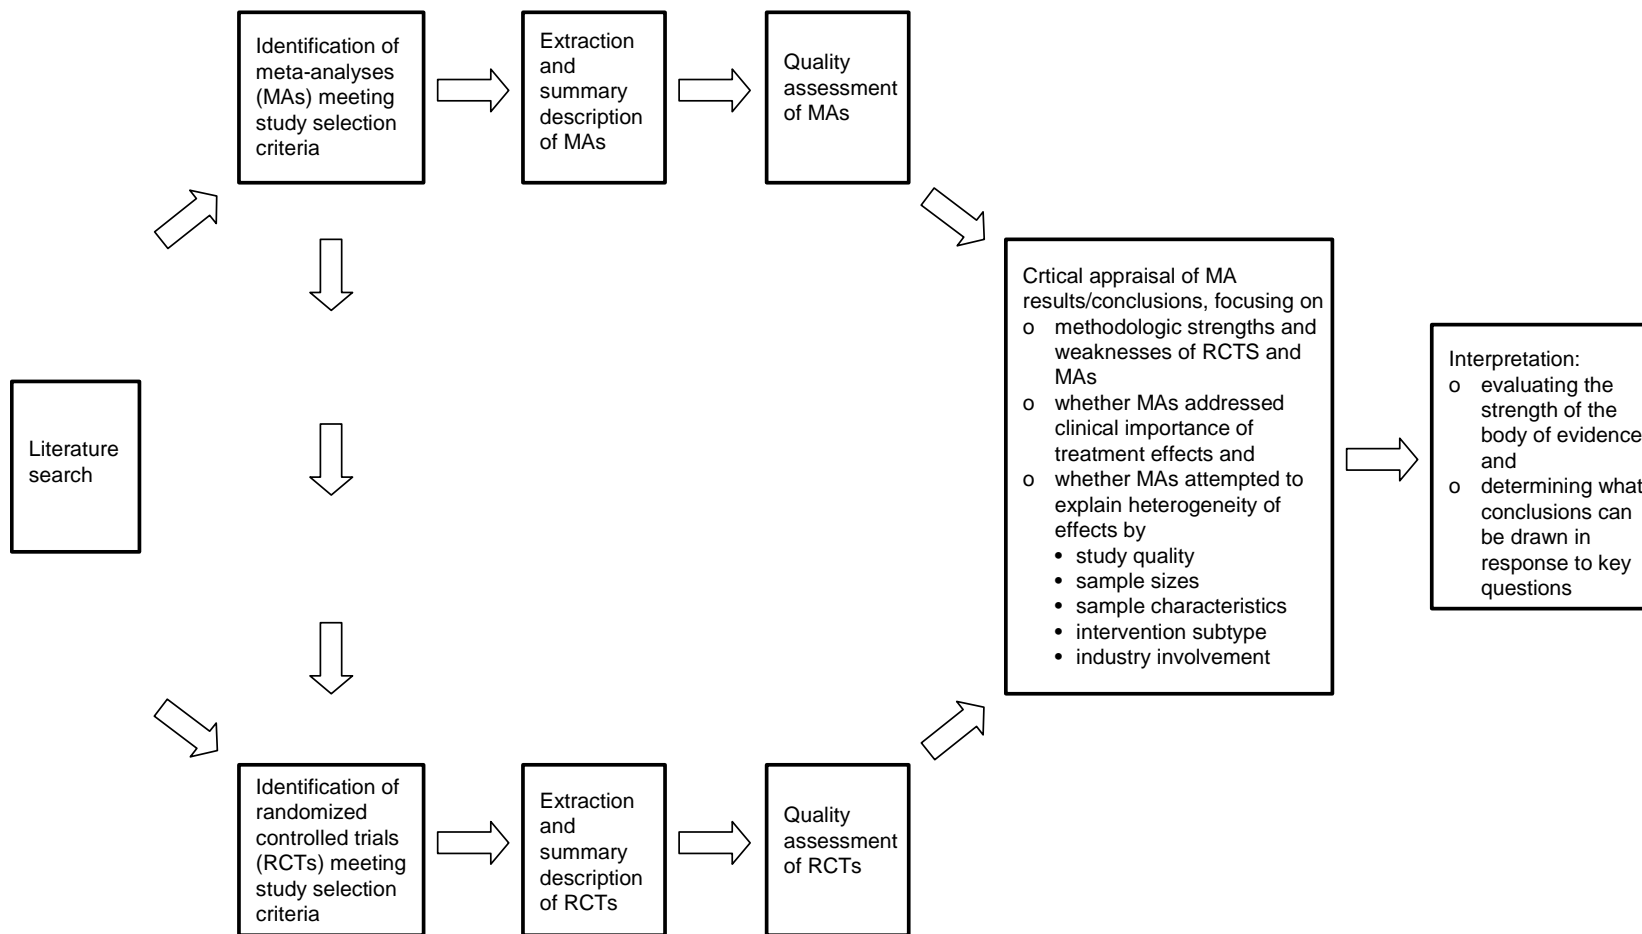 Identification of
meta-analyses
(MAs) meeting
study selection
criteria
Extraction
and
summary
description
of MAs
Quality
assessment
of MAs
Literature
search
Crtical appraisal of MA
results/conclusions, focusing on
o methodologic strengths and
weaknesses of RCTS and
MAs
o whether MAs addressed
clinical importance of
treatment effects and
o whether MAs attempted to
explain heterogeneity of
effects by
• study quality
• sample sizes
• sample characteristics
• intervention subtype
• industry involvement
Interpretation:
o evaluating the
strength of the
body of evidence
and
o determining what
conclusions can
be drawn in
response to key
questions
Identification of
randomized
controlled trials
(RCTs) meeting
study selection
criteria
Extraction
and
summary
description
of RCTs
Quality
assessment
of RCTs